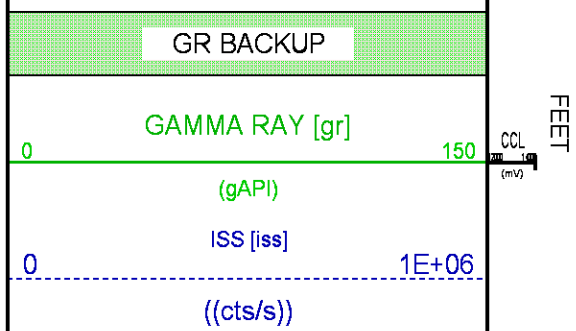 GR BACKUP
GAMMA RAY [gr]
0 150
(gAPI)
ISS [iss]
0 1E+06
((cts/s))
CCL
(mV)
FEET